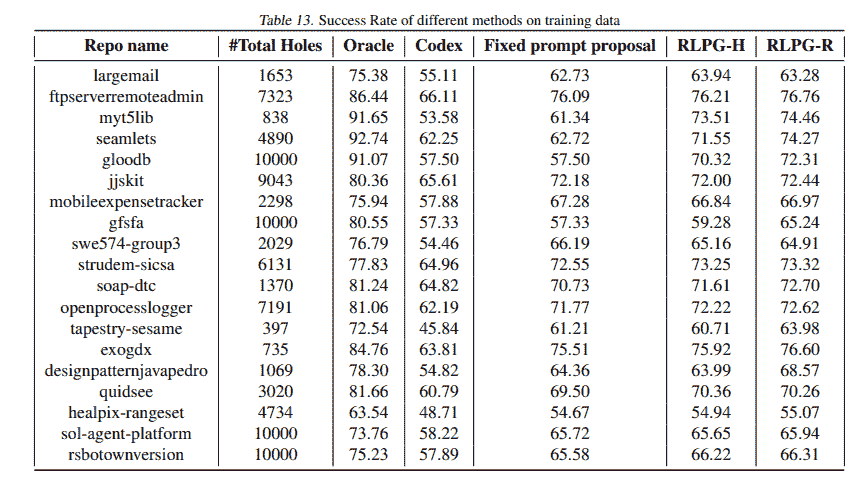 Table 13. Success Rate of different methods on training data
Repo name #Total Holes Oracle Codex Fixed prompt proposal RLPG-H RLPG-R
largemail 1653 75.38 55.11 62.73 63.94 63.28
ftpserverremoteadmin 7323 86.44 66.11 76.09 76.21 76.76
myt5lib 838 91.65 53.58 61.34 73.51 74.46
seamlets 4890 92.74 62.25 62.72 71.55 74.27
gloodb 10000 91.07 57.50 57.50 70.32 72.31
jjskit 9043 80.36 65.61 72.18 72.00 72.44
mobileexpensetracker 2298 75.94 57.88 67.28 66.84 66.97
gfsfa 10000 80.55 57.33 57.33 59.28 65.24
swe574-group3 2029 76.79 54.46 66.19 65.16 64.91
strudem-sicsa 6131 77.83 64.96 72.55 73.25 73.32
soap-dtc 1370 81.24 64.82 70.73 71.61 72.70
openprocesslogger 7191 81.06 62.19 71.77 72.22 72.62
tapestry-sesame 397 72.54 45.84 61.21 60.71 63.98
exogdx 735 84.76 63.81 75.51 75.92 76.60
designpatternjavapedro 1069 78.30 54.82 64.36 63.99 68.57
quidsee 3020 81.66 60.79 69.50 70.36 70.26
healpix-rangeset 4734 63.54 48.71 54.67 54.94 55.07
sol-agent-platform 10000 73.76 58.22 65.72 65.65 65.94
rsbotownversion 10000 75.23 57.89 65.58 66.22 66.31